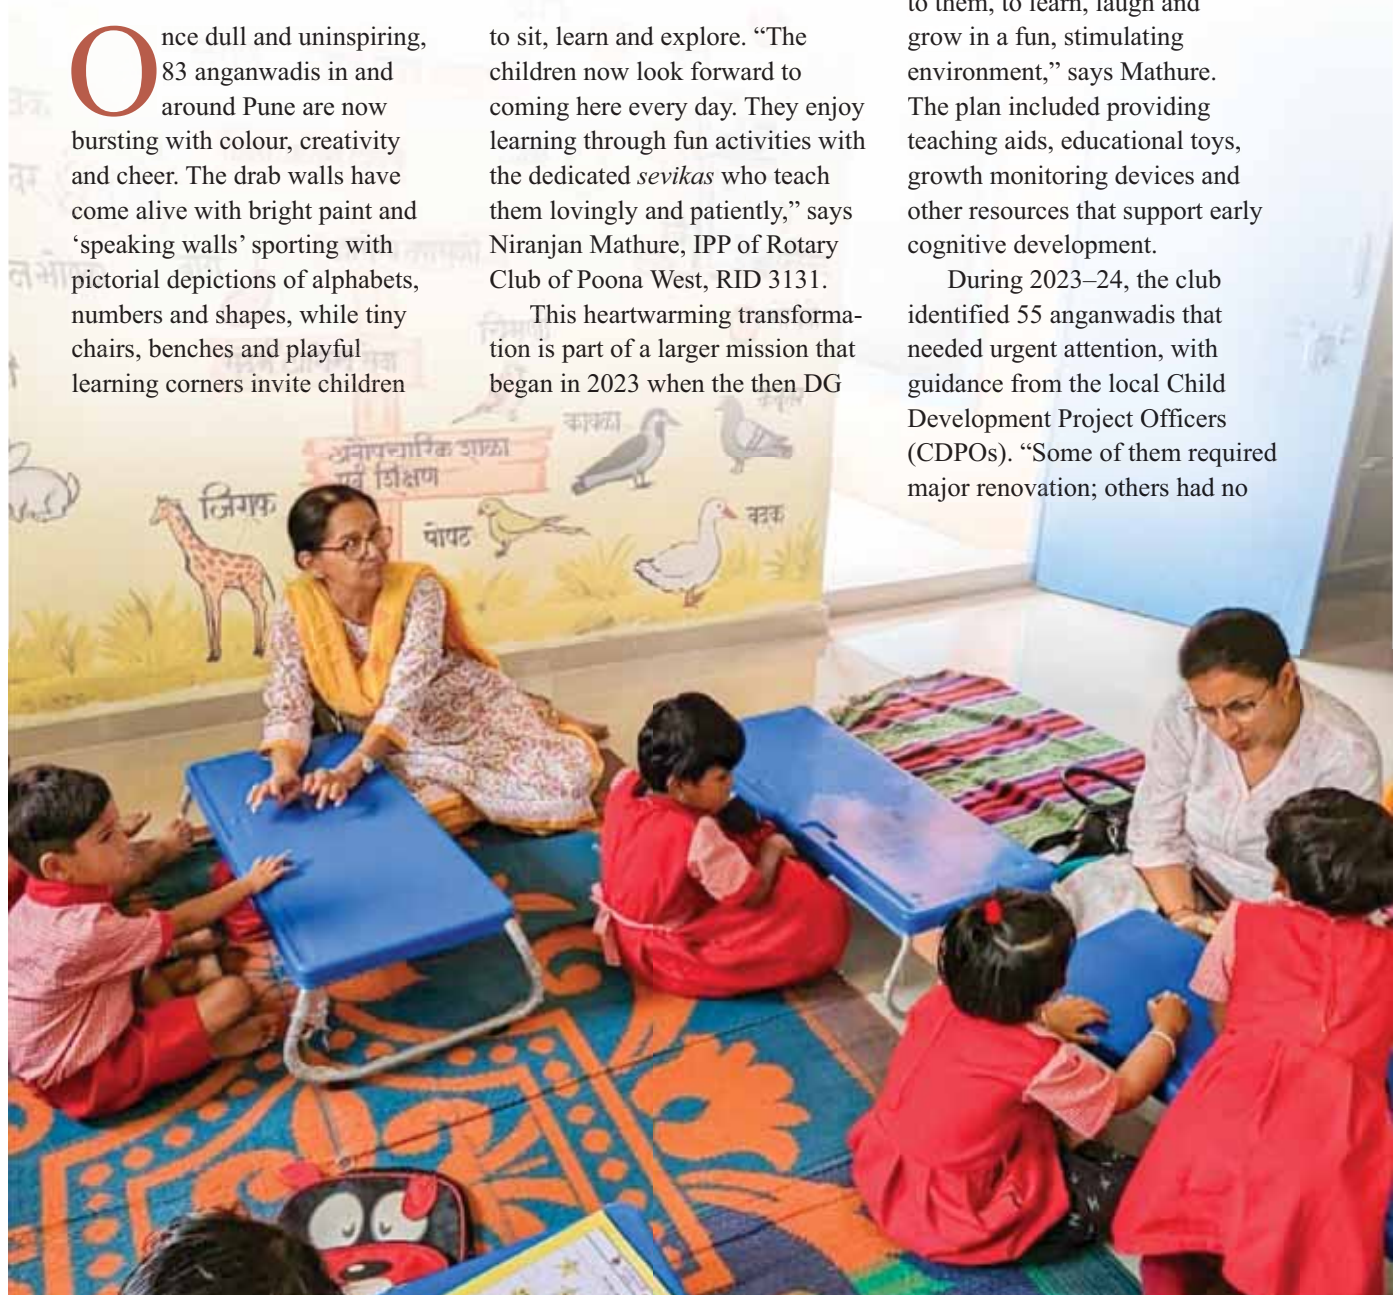 Once dull and uninspiring,
83 anganwadis in and
around Pune are now
bursting with colour, creativity
and cheer. The drab walls have
come alive with bright paint and
‘speaking walls’ sporting with
pictorial depictions of alphabets,
numbers and shapes, while tiny
chairs, benches and playful
learning corners invite children
to sit, learn and explore. “The
children now look forward to
coming here every day. They enjoy
learning through fun activities with
the dedicated sevikas who teach
them lovingly and patiently,” says
Niranjan Mathure, IPP of Rotary
Club of Poona West, RID 3131.
This heartwarming transforma-
tion is part of a larger mission that
began in 2023 when the then DG
to them, to learn, laugh and
grow in a fun, stimulating
environment,” says Mathure.
The plan included providing
teaching aids, educational toys,
growth monitoring devices and
other resources that support early
cognitive development.
During 2023–24, the club
identified 55 anganwadis that
needed urgent attention, with
guidance from the local Child
Development Project Officers
(CDPOs). “Some of them required
major renovation; others had no
अनौपचारिक शाळा
पूर्व शिक्षण
जिराफ
पोपट
कावळा
कबूतर
बदक
चिमणी